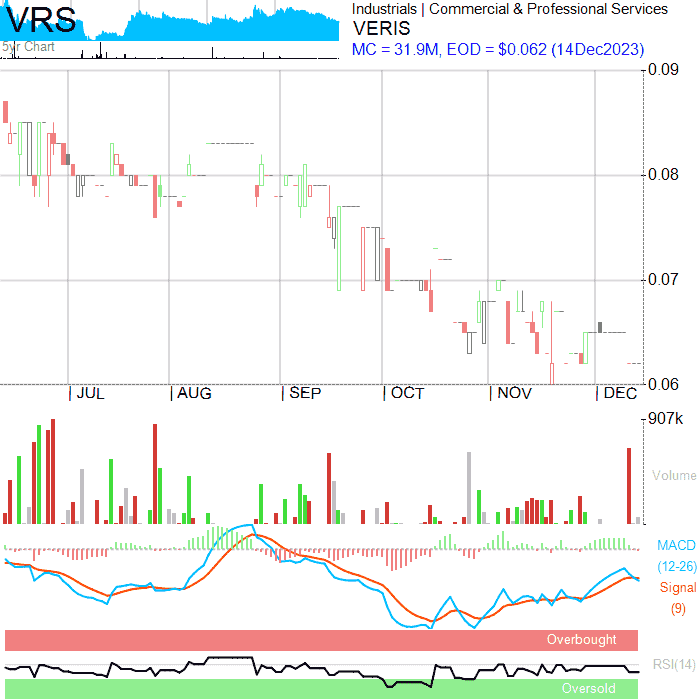 VRS
5yr Chart
Industrials | Commercial & Professional Services
VERIS
MC = 31.9M, EOD = $0.062 (14Dec2023)
0.09
0.08
0.07
0.06
JUL AUG SEP OCT NOV DEC
907k
Volume
MACD
(12-26)
Signal
(9)
Overbought
RSI(14)
Oversold